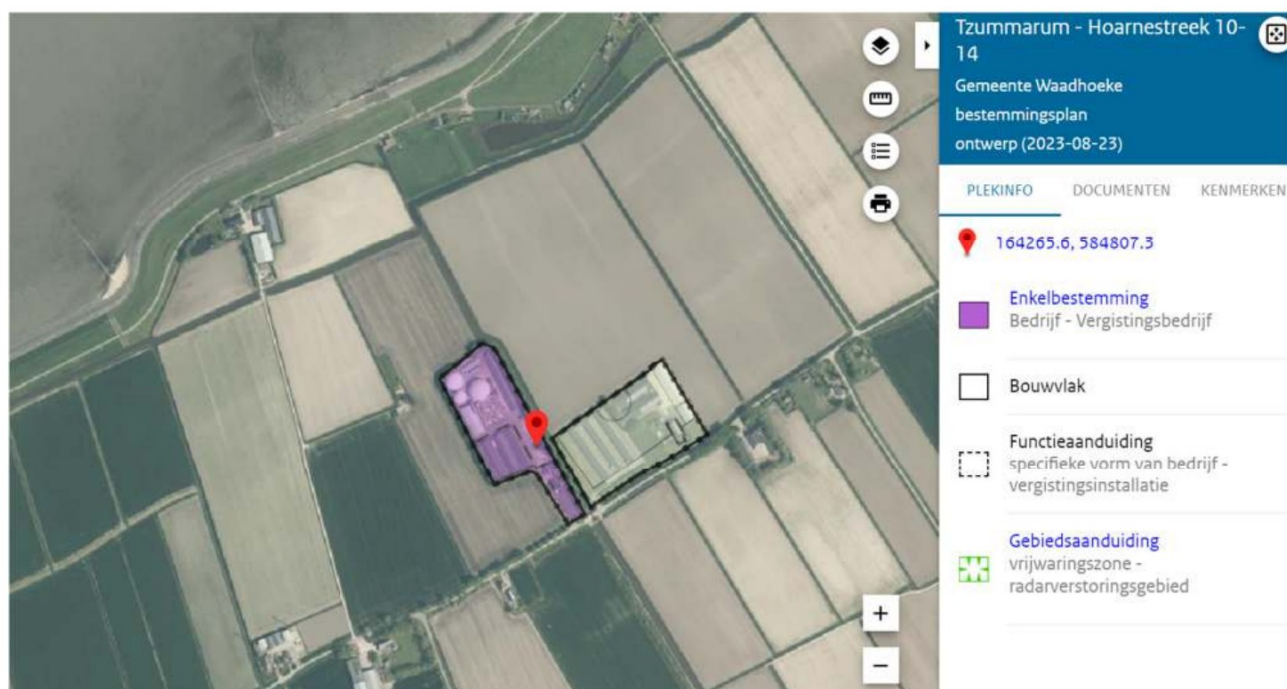 Tzummarum - Hoarnestreek 10-
14
Gemeente Waadhoeke
bestemmingsplan
ontwerp (2023-08-23)
PLEKINFO DOCUMENTEN KENMERKEN
164265.6, 584807.3
Enkelbestemming
Bedrijf - Vergistingsbedrijf
Bouwvlak
Functieaanduiding
specifieke vorm van bedrijf -
vergistingsinstallatie
Gebiedsaanduiding
vrijwaringszone -
radarverstoringsgebied